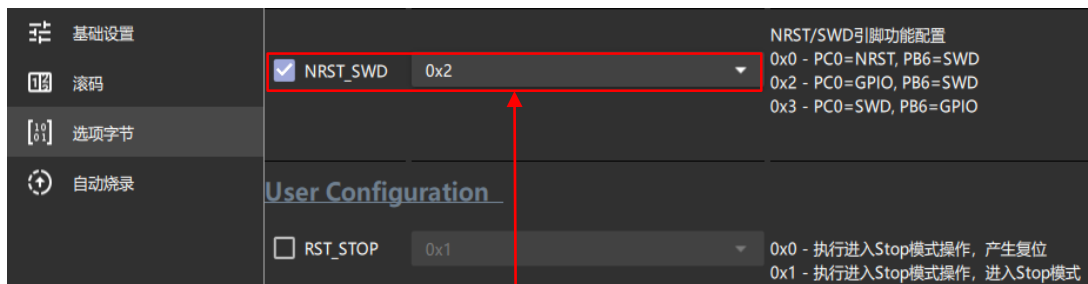 基础设置
滚码
选项字节
自动烧录
NRST_SWD 0x2
NRST/SWD引脚功能配置
0x0 - PC0=NRST, PB6=SWD
0x2 - PC0=GPIO, PB6=SWD
0x3 - PC0=SWD, PB6=GPIO
User Configuration
RST_STOP 0x1
0x0 - 执行进入Stop模式操作，产生复位
0x1 - 执行进入Stop模式操作，进入Stop模式